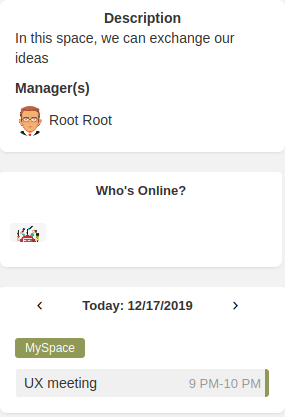 Description
In this space, we can exchange our
ideas
Manager(s)
Root Root
Who's Online?
Today: 12/17/2019
MySpace
UX meeting 9 PM-10 PM